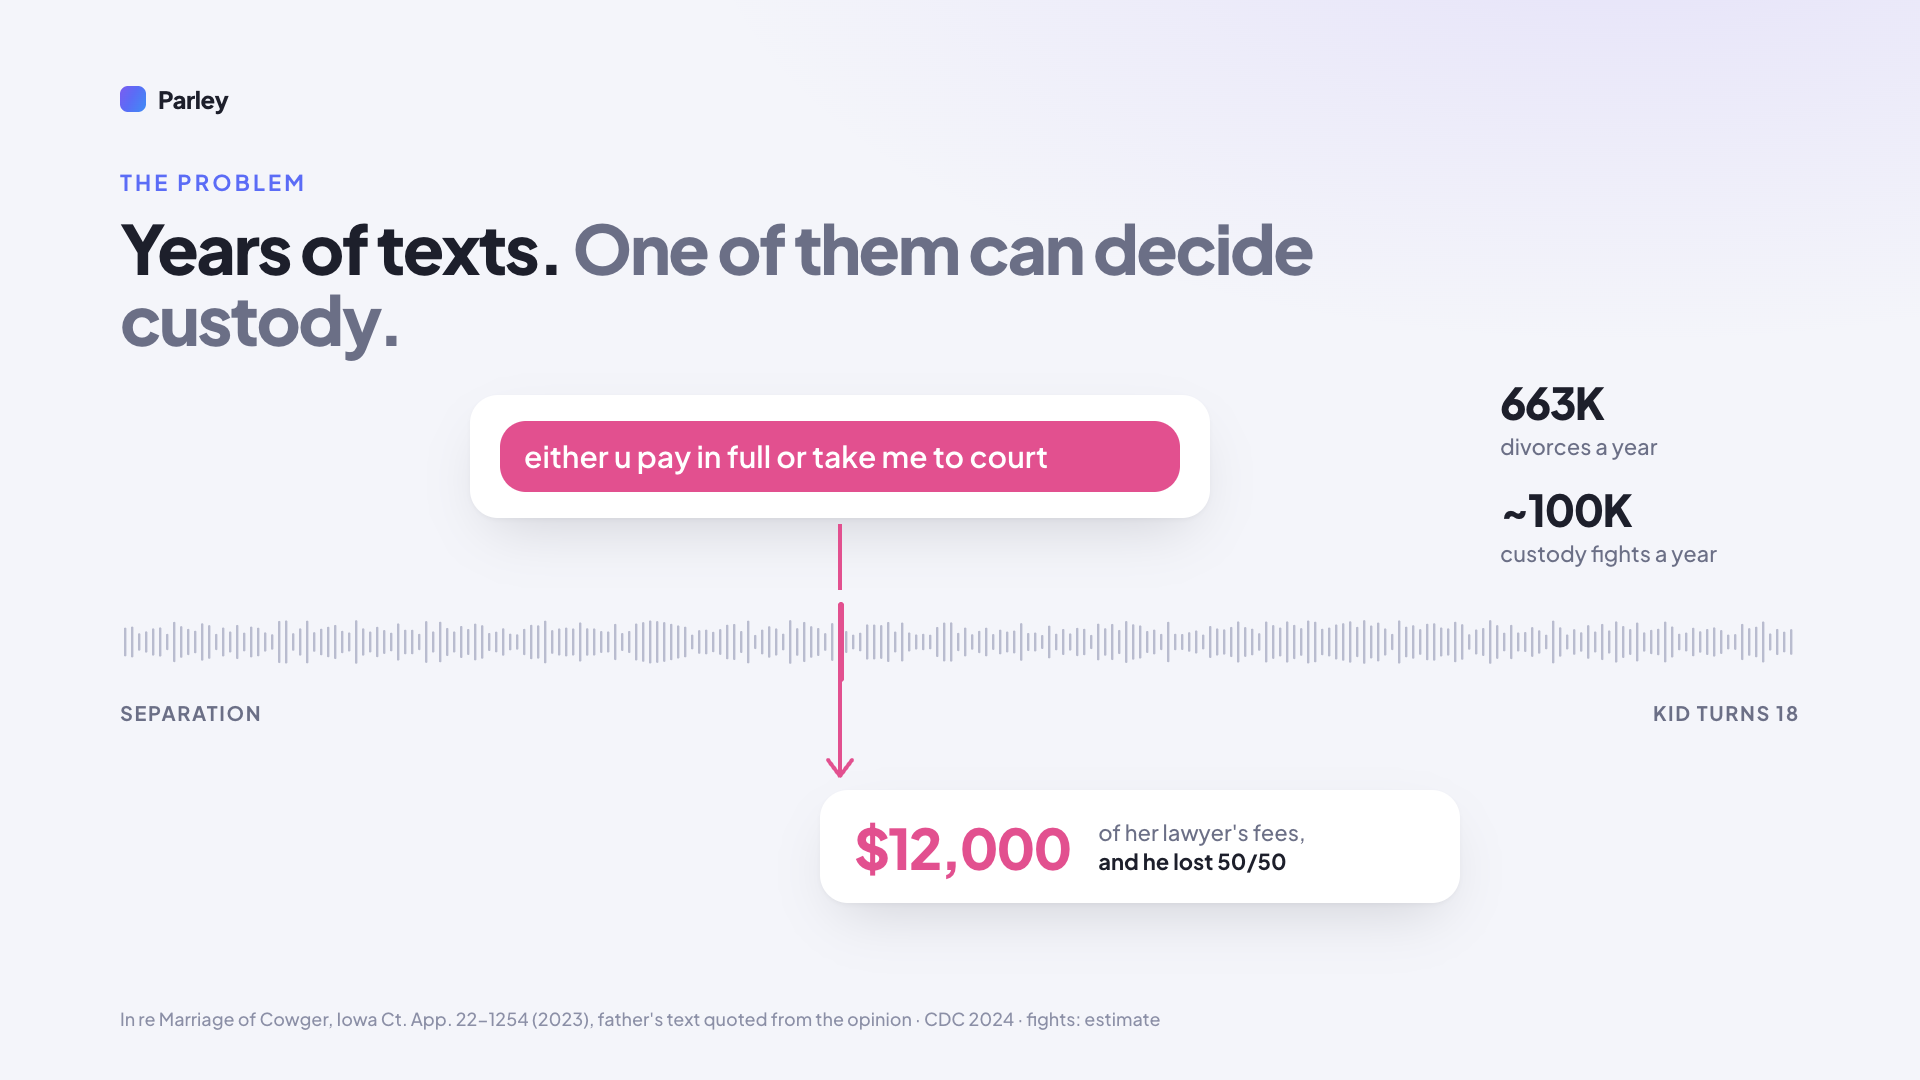 Parley
THE PROBLEM
Years of texts. One of them can decide
custody.
either u pay in full or take me to court
663K
divorces a year
~100K
custody fights a year
SEPARATION
KID TURNS 18
$12,000
of her lawyer's fees,
and he lost 50/50
In re Marriage of Cowger, Iowa Ct. App. 22–1254 (2023), father's text quoted from the opinion · CDC 2024 · fights: estimate